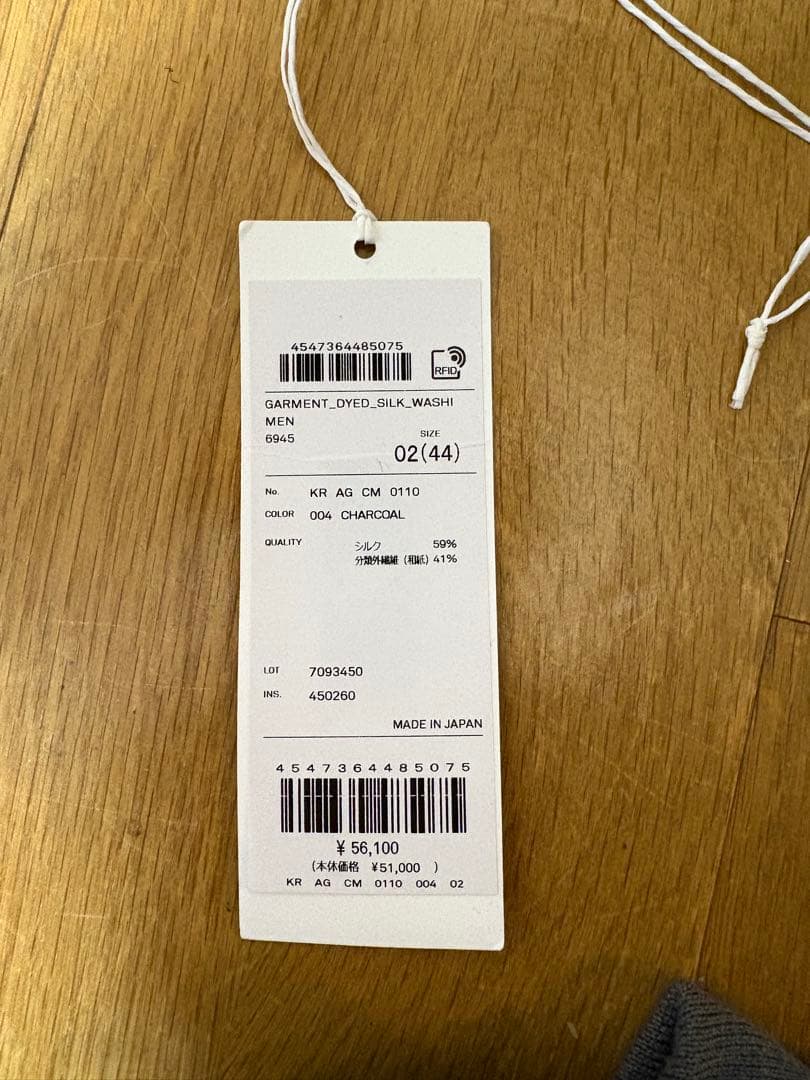 4547364485075
RFID
GARMENT_DYED_SILK_WASHI
MEN
6945
SIZE
02(44)
No. KR AG CM 0110
COLOR 004 CHARCOAL
QUALITY シルク 59%
分類外繊維(和紙) 41%
LOT 7093450
INS. 450260
MADE IN JAPAN
4547364485075
¥ 56,100
(本体価格 ¥51,000 )
KR AG CM 0110 004 02